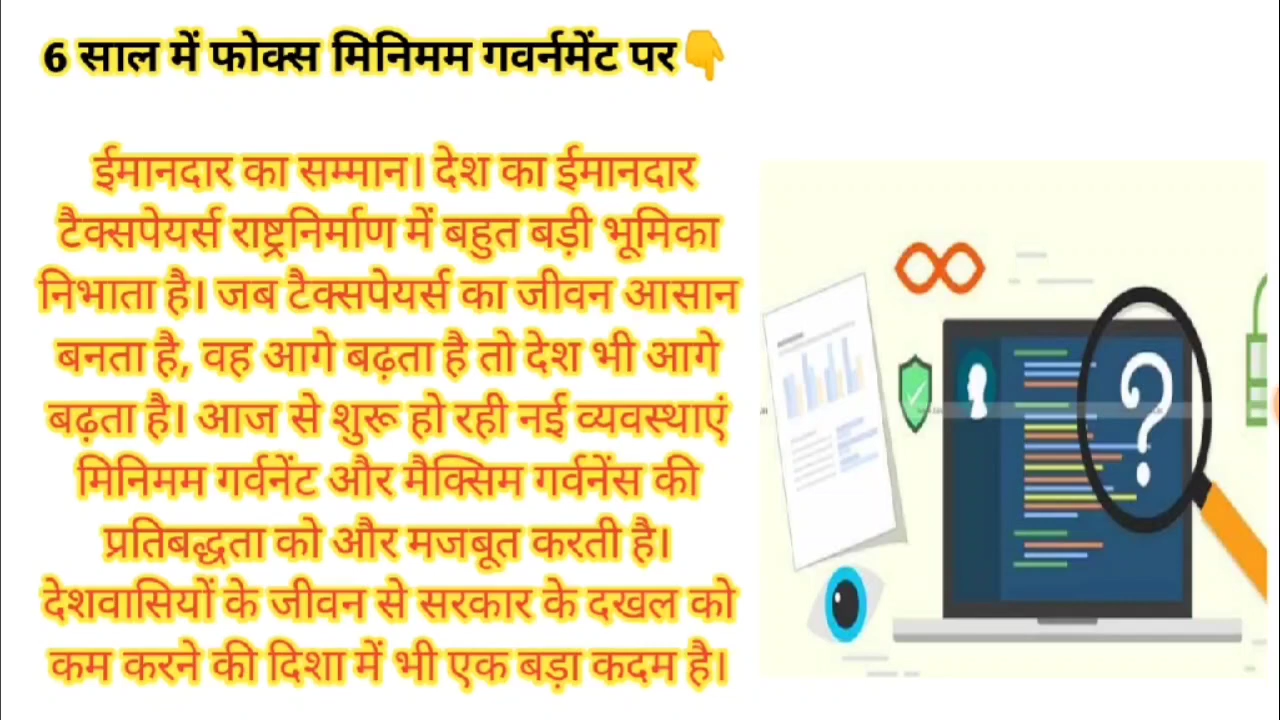 6 साल में फोक्स मिनिमम गवर्नमेंट पर👇
ईमानदार का सम्मान। देश का ईमानदार
टैक्सपेयर्स राष्ट्रनिर्माण में बहुत बड़ी भूमिका
निभाता है। जब टैक्सपेयर्स का जीवन आसान
बनता है, वह आगे बढ़ता है तो देश भी आगे
बढ़ता है। आज से शुरू हो रही नई व्यवस्थाएं
मिनिमम गर्वनेंट और मैक्सिम गर्वनेंस की
प्रतिबद्धता को और मजबूत करती है।
देशवासियों के जीवन से सरकार के दखल को
कम करने की दिशा में भी एक बड़ा कदम है।
?